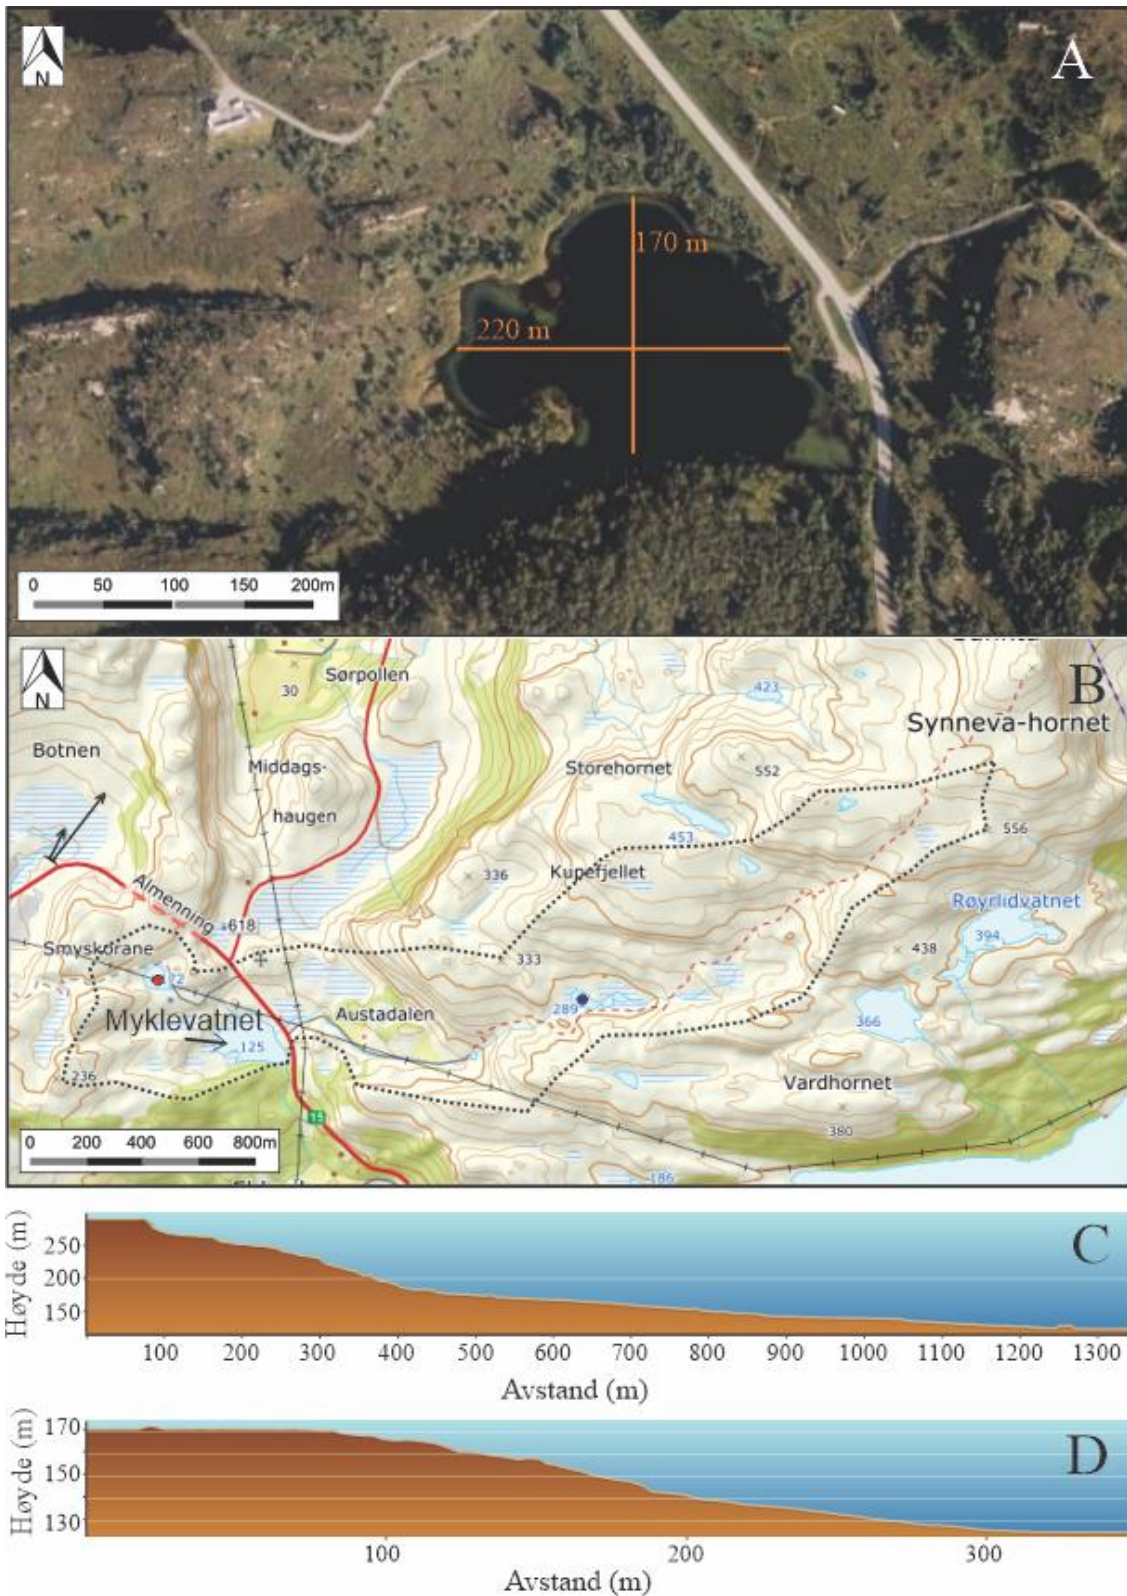 N
A
170 m
220 m
0 50 100 150 200m
N
B
Sørpollen
30
423
Synneva-hornet
Botnen
Middags-
haugen
Storehornet
552
453
556
336
Kupefjellet
Almenning
618
Røyrlidvatnet
Smyskorane
438
394
333
72
289
Myklevatnet
Austadalen
366
125
236
Vardhornet
15
380
0 200 400 600 800m
186
C
Høyde (m)
250
200
150
100 200 300 400 500 600 700 800 900 1000 1100 1200 1300
Avstand (m)
D
Høyde (m)
170
150
130
100 200 300
Avstand (m)